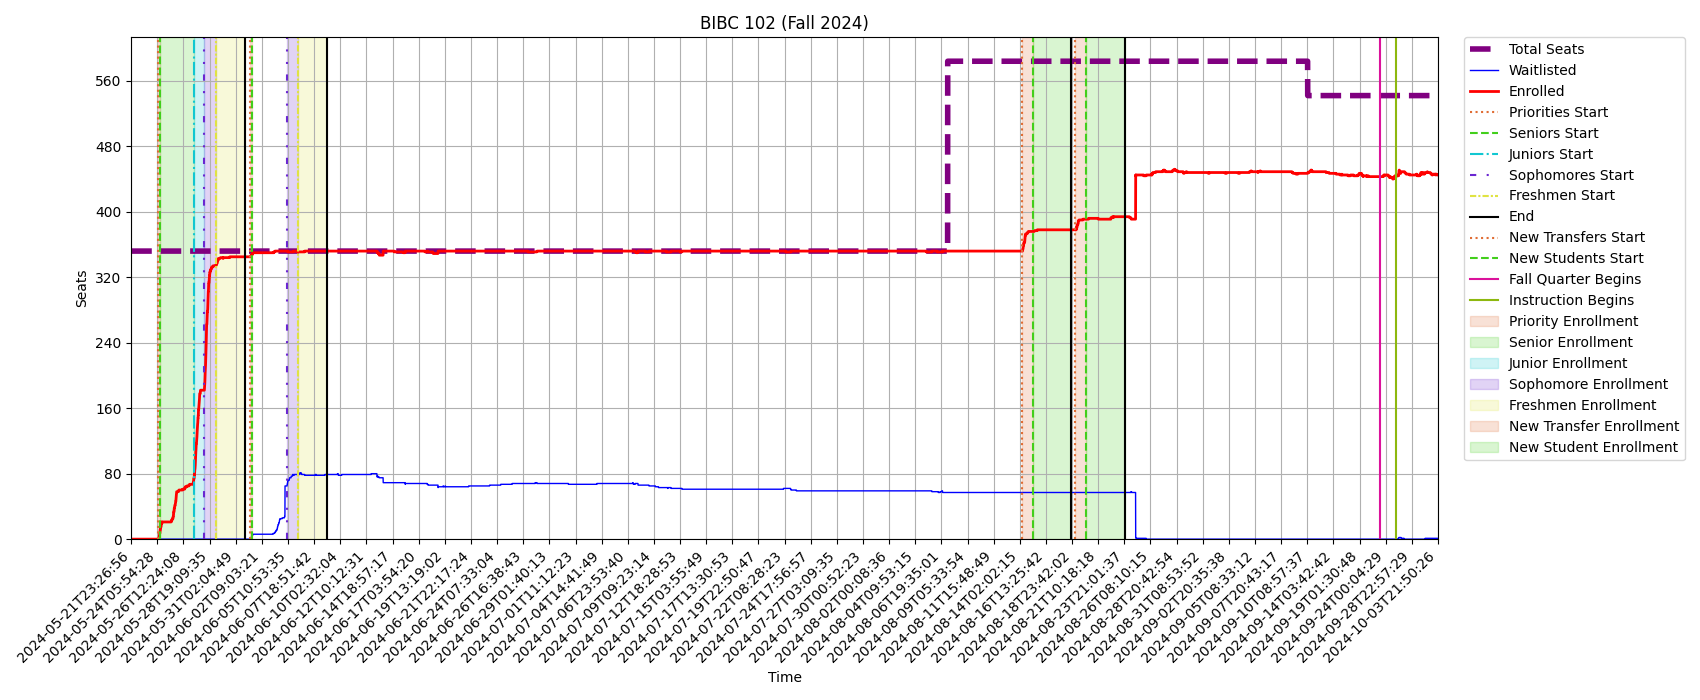 BIBC 102 (Fall 2024)
Seats
560
480
400
320
240
160
80
0
2024-05-21T23:26:56
2024-05-24T05:54:28
2024-05-26T12:24:08
2024-05-28T19:09:35
2024-05-31T02:04:49
2024-06-02T09:03:21
2024-06-05T10:53:35
2024-06-07T18:51:42
2024-06-10T02:32:04
2024-06-12T10:12:31
2024-06-14T18:57:17
2024-06-17T03:54:20
2024-06-19T13:19:02
2024-06-21T22:17:24
2024-06-24T07:33:04
2024-06-26T16:38:43
2024-06-29T01:40:13
2024-07-01T11:12:23
2024-07-04T14:41:49
2024-07-06T23:53:40
2024-07-09T09:23:14
2024-07-12T18:28:53
2024-07-15T03:55:49
2024-07-17T13:30:53
2024-07-19T22:50:47
2024-07-22T08:28:23
2024-07-24T17:56:57
2024-07-27T03:09:35
2024-07-30T00:52:23
2024-08-02T00:08:36
2024-08-04T09:53:15
2024-08-06T19:35:01
2024-08-09T05:33:54
2024-08-11T15:48:49
2024-08-14T02:02:15
2024-08-16T13:25:42
2024-08-18T23:42:02
2024-08-21T10:18:18
2024-08-23T21:01:37
2024-08-26T08:10:15
2024-08-28T20:42:54
2024-08-31T08:53:52
2024-09-02T20:35:38
2024-09-05T08:33:12
2024-09-07T20:43:17
2024-09-10T08:57:37
2024-09-14T03:42:42
2024-09-19T01:30:48
2024-09-24T00:04:29
2024-09-28T22:57:29
2024-10-03T21:50:26
Time
Total Seats
Waitlisted
Enrolled
Priorities Start
Seniors Start
Juniors Start
Sophomores Start
Freshmen Start
End
New Transfers Start
New Students Start
Fall Quarter Begins
Instruction Begins
Priority Enrollment
Senior Enrollment
Junior Enrollment
Sophomore Enrollment
Freshmen Enrollment
New Transfer Enrollment
New Student Enrollment